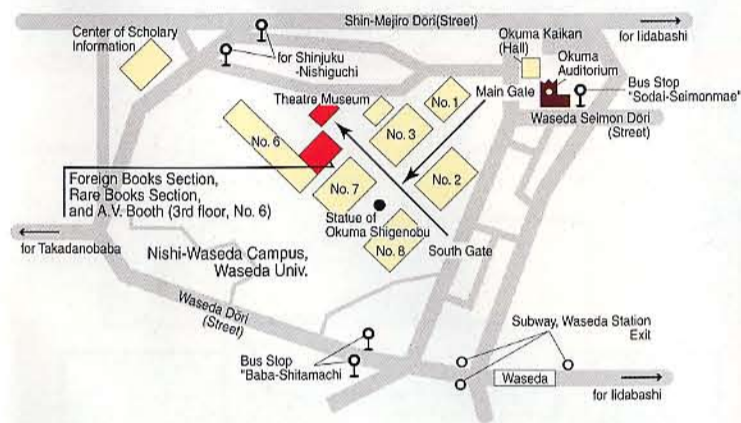 Shin-Mejiro Dōri(Street)
for Iidabashi
Center of Scholary
Information
for Shinjuku
-Nishiguchi
Okuma Kaikan
(Hall)
Okuma
Auditorium
Bus Stop
"Sodai-Seimonmae"
Main Gate
Waseda Seimon Dōri
(Street)
Theatre Museum
No. 1
No. 3
No. 6
No. 2
No. 7
Foreign Books Section,
Rare Books Section,
and A.V. Booth (3rd floor, No. 6)
Statue of
Okuma Shigenobu
No. 8
South Gate
for Takadanobaba
Nishi-Waseda Campus,
Waseda Univ.
Waseda Dōri
(Street)
Bus Stop
"Baba-Shitamachi
Subway, Waseda Station
Exit
Waseda
for Iidabashi